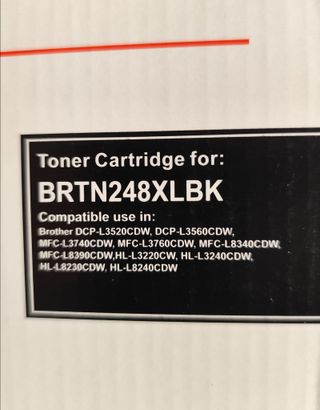 Toner Cartridge for:
BRTN248XLBK
Compatible use in:
Brother DCP-L3520CDW, DCP-L3560CDW,
MFC-L3740CDW, MFC-L3760CDW, MFC-L8340CDW,
MFC-L8390CDW,HL-L3220CW, HL-L3240CDW,
HL-L8230CDW, HL-L8240CDW